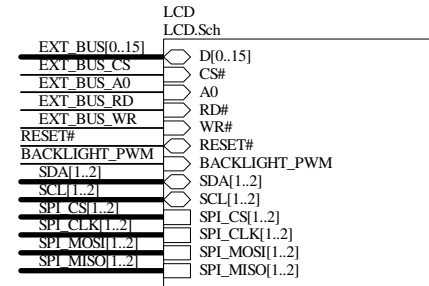 LCD
LCD.Sch
EXT_BUS[0..15] D[0..15]
EXT_BUS_CS CS#
EXT_BUS_A0 A0
EXT_BUS_RD RD#
EXT_BUS_WR WR#
RESET# RESET#
BACKLIGHT_PWM BACKLIGHT_PWM
SDA[1..2] SDA[1..2]
SCL[1..2] SCL[1..2]
SPI_CS[1..2] SPI_CS[1..2]
SPI_CLK[1..2] SPI_CLK[1..2]
SPI_MOSI[1..2] SPI_MOSI[1..2]
SPI_MISO[1..2] SPI_MISO[1..2]